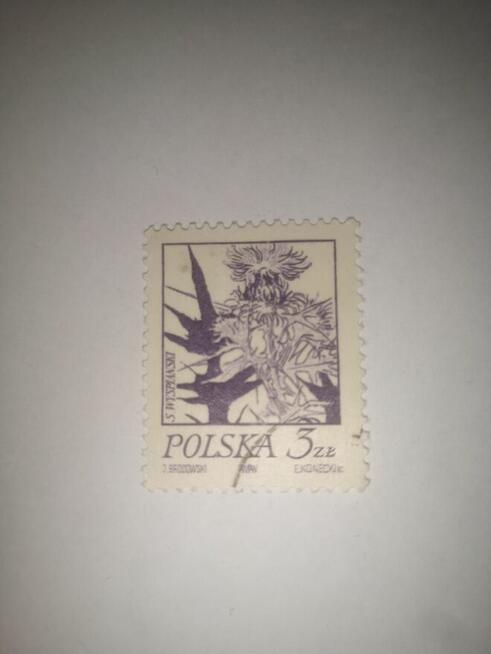 S. WYSPIAŃSKI
POLSKA 3 ZŁ
J. BRODOWSKI PWPW E. KONECKI sc.